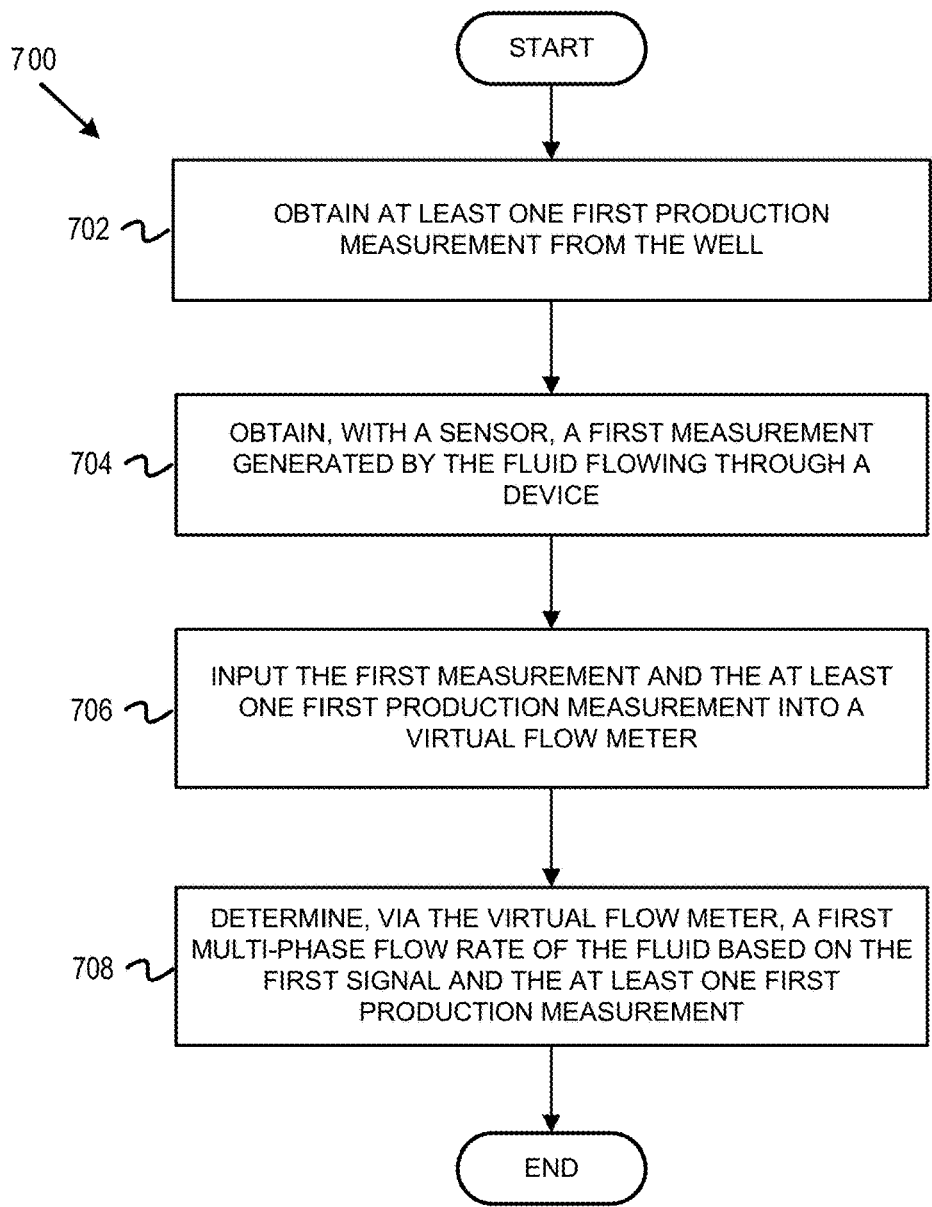 700
START
702
OBTAIN AT LEAST ONE FIRST PRODUCTION
MEASUREMENT FROM THE WELL
704
OBTAIN, WITH A SENSOR, A FIRST MEASUREMENT
GENERATED BY THE FLUID FLOWING THROUGH A
DEVICE
706
INPUT THE FIRST MEASUREMENT AND THE AT LEAST
ONE FIRST PRODUCTION MEASUREMENT INTO A
VIRTUAL FLOW METER
708
DETERMINE, VIA THE VIRTUAL FLOW METER, A FIRST
MULTI-PHASE FLOW RATE OF THE FLUID BASED ON THE
FIRST SIGNAL AND THE AT LEAST ONE FIRST
PRODUCTION MEASUREMENT
END